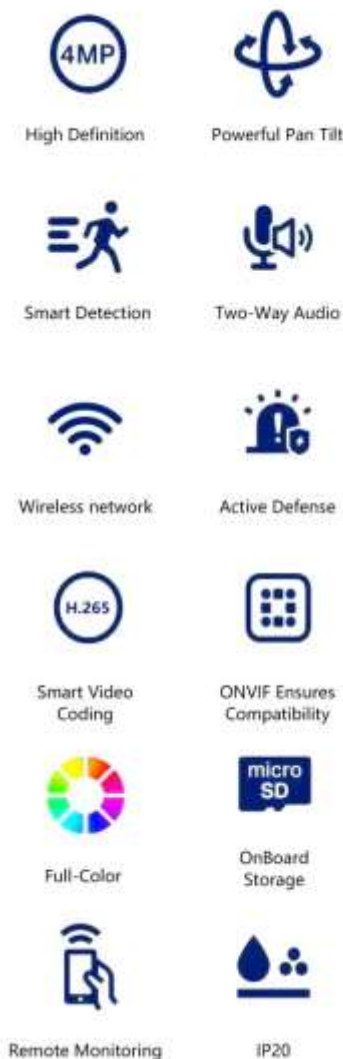 4MP
High Definition
Powerful Pan Tilt
Smart Detection
Two-Way Audio
Wireless network
Active Defense
H.265
Smart Video
Coding
ONVIF Ensures
Compatibility
Full-Color
micro
SD
OnBoard
Storage
Remote Monitoring
IP20